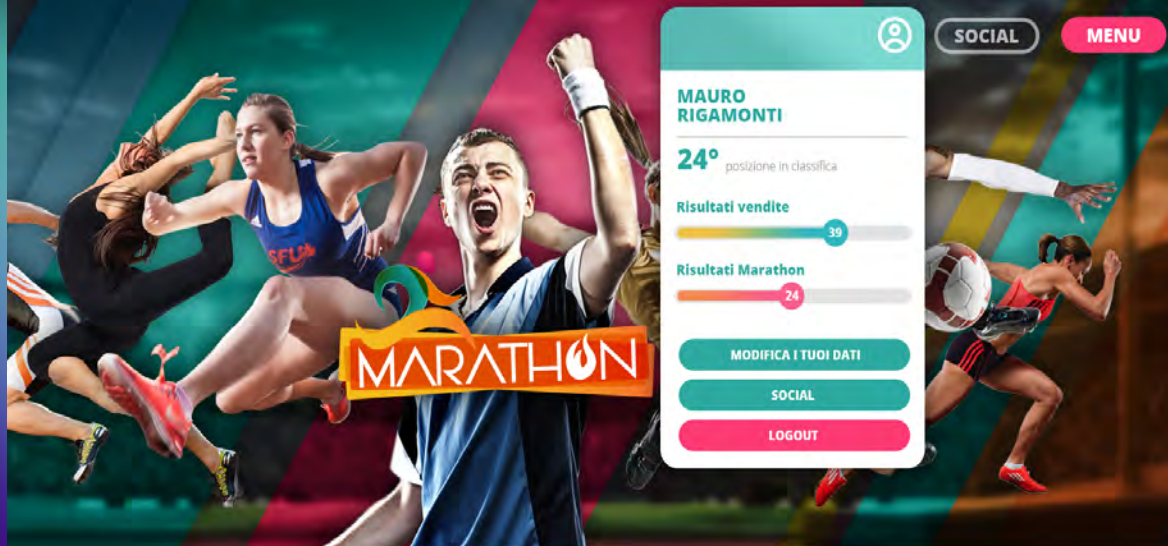 SOCIAL
MENU
MAURO
RIGAMONTI
24° posizione in classifica
Risultati vendite
39
Risultati Marathon
24
MODIFICA I TUOI DATI
SOCIAL
LOGOUT
SFU
MARATHON